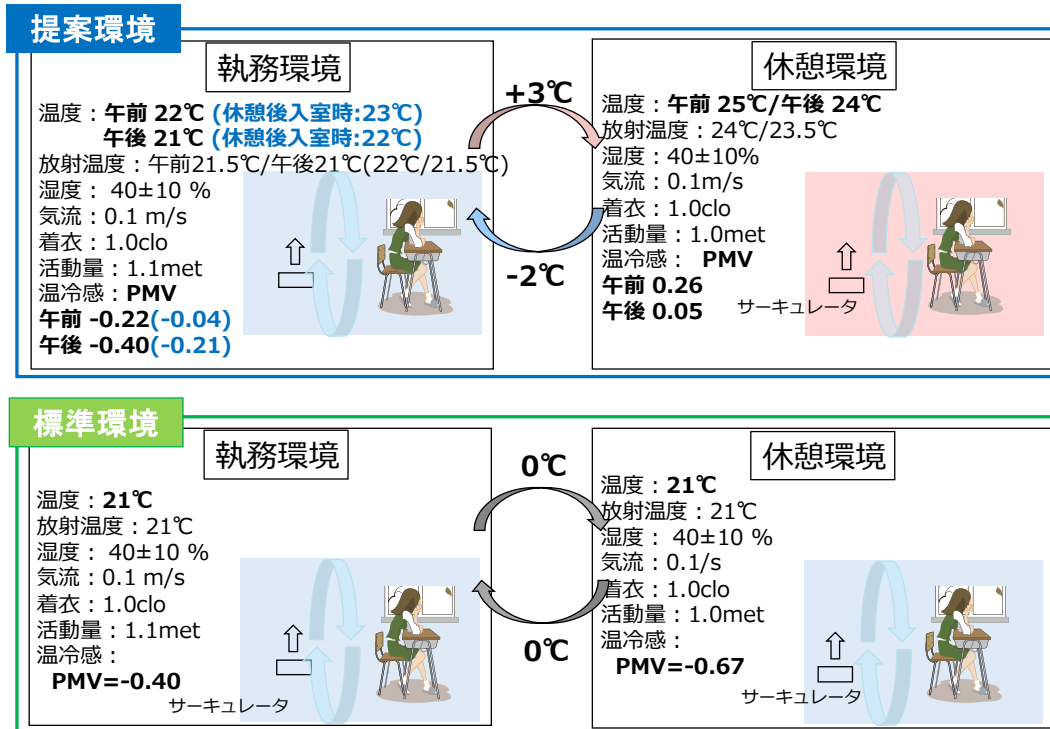 提案環境
執務環境
温度：午前 22℃ (休憩後入室時:23℃)
午後 21℃ (休憩後入室時:22℃)
放射温度：午前21.5℃/午後21℃(22℃/21.5℃)
湿度： 40±10 %
気流：0.1 m/s
着衣：1.0clo
活動量：1.1met
温冷感：PMV
午前 -0.22(-0.04)
午後 -0.40(-0.21)
+3℃
-2℃
休憩環境
温度：午前 25℃/午後 24℃
放射温度：24℃/23.5℃
湿度：40±10%
気流：0.1m/s
着衣：1.0clo
活動量：1.0met
温冷感： PMV
午前 0.26
午後 0.05
サーキュレータ
標準環境
執務環境
温度：21℃
放射温度：21℃
湿度： 40±10 %
気流：0.1 m/s
着衣：1.0clo
活動量：1.1met
温冷感：
PMV=-0.40
サーキュレータ
0℃
0℃
休憩環境
温度：21℃
放射温度：21℃
湿度： 40±10 %
気流：0.1/s
着衣：1.0clo
活動量：1.0met
温冷感：
PMV=-0.67
サーキュレータ